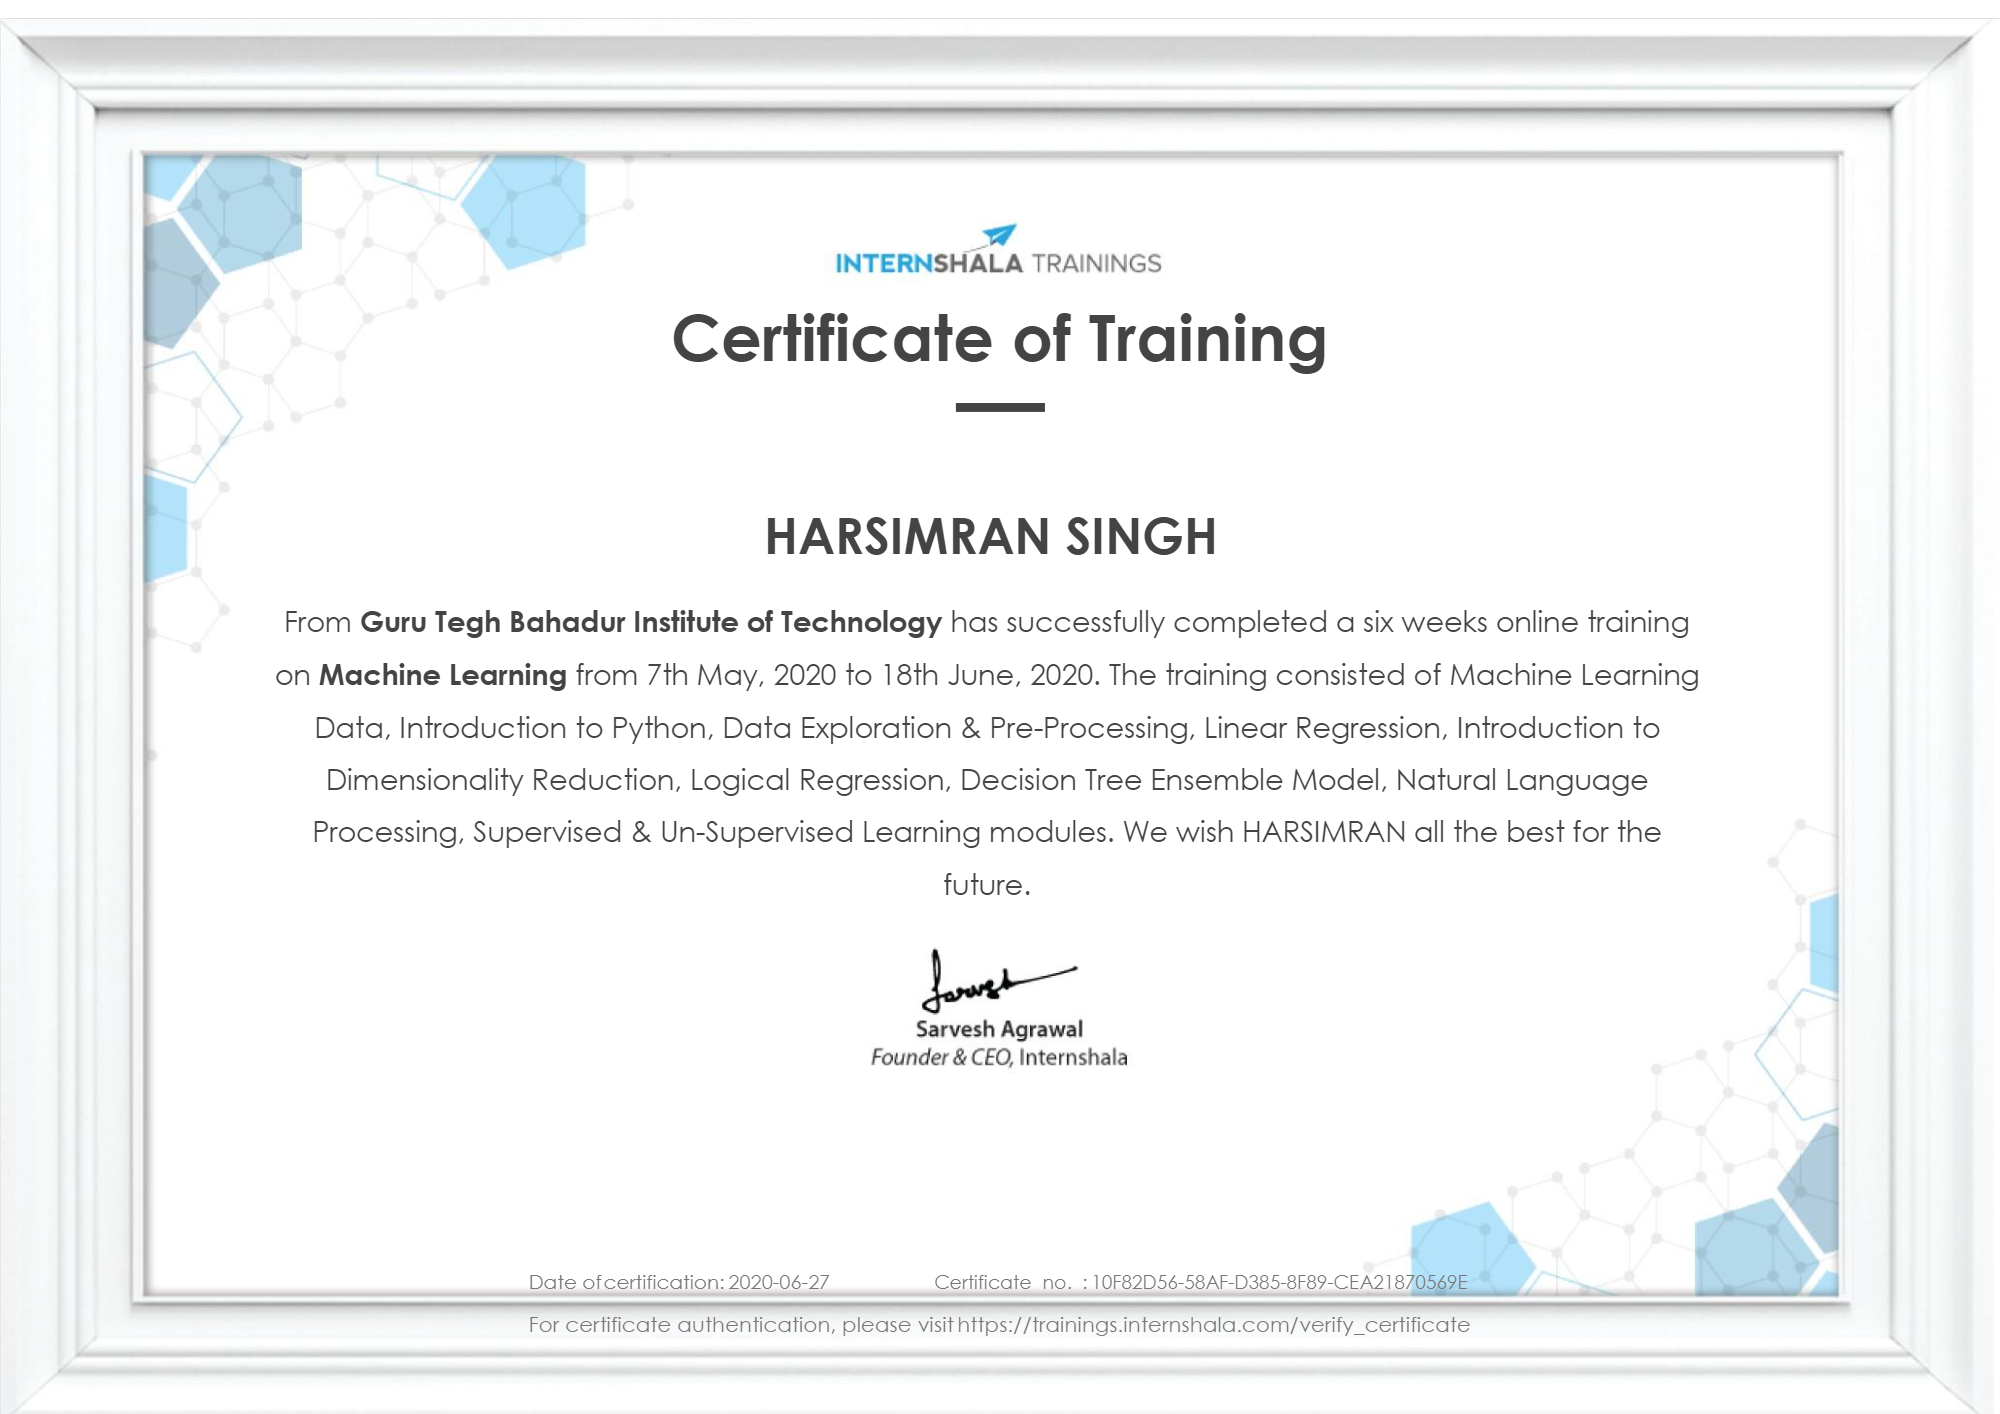 INTERNSHALA TRAININGS
Certificate of Training
HARSIMRAN SINGH
From Guru Tegh Bahadur Institute of Technology has successfully completed a six weeks online training
on Machine Learning from 7th May, 2020 to 18th June, 2020. The training consisted of Machine Learning
Data, Introduction to Python, Data Exploration & Pre-Processing, Linear Regression, Introduction to
Dimensionality Reduction, Logical Regression, Decision Tree Ensemble Model, Natural Language
Processing, Supervised & Un-Supervised Learning modules. We wish HARSIMRAN all the best for the
future.
Sarvesh
Sarvesh Agrawal
Founder & CEO, Internshala
Date of certification: 2020-06-27 Certificate no. : 10F82D56-58AF-D385-8F89-CEA21870569E
For certificate authentication, please visit https://trainings.internshala.com/verify_certificate